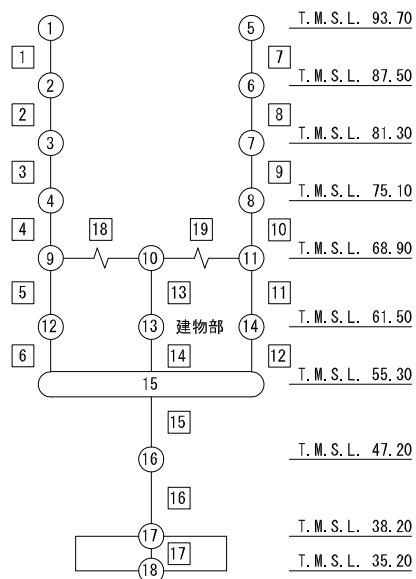 1 5 T.M.S.L. 93.70
1 7
2 6 T.M.S.L. 87.50
2 8
3 7 T.M.S.L. 81.30
3 9
4 8 T.M.S.L. 75.10
4 18 19 10
9 10 11 T.M.S.L. 68.90
5 13 11
12 13 建物部 14 T.M.S.L. 61.50
6 14 12
15 T.M.S.L. 55.30
15
16 T.M.S.L. 47.20
16
17 T.M.S.L. 38.20
17
18 T.M.S.L. 35.20